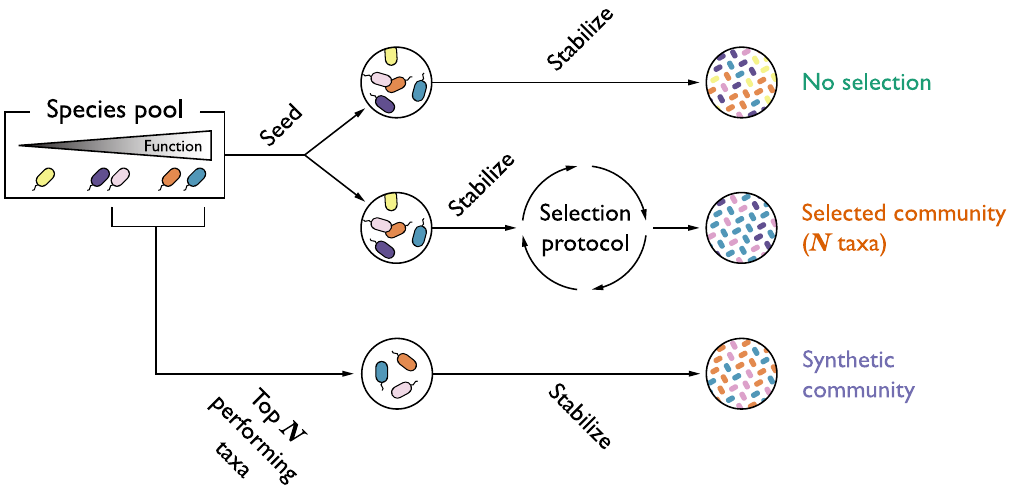 Species pool
Function
Seed
Stabilize
No selection
Stabilize
Selection
protocol
Selected community
(N taxa)
Top N
performing
taxa
Stabilize
Synthetic
community